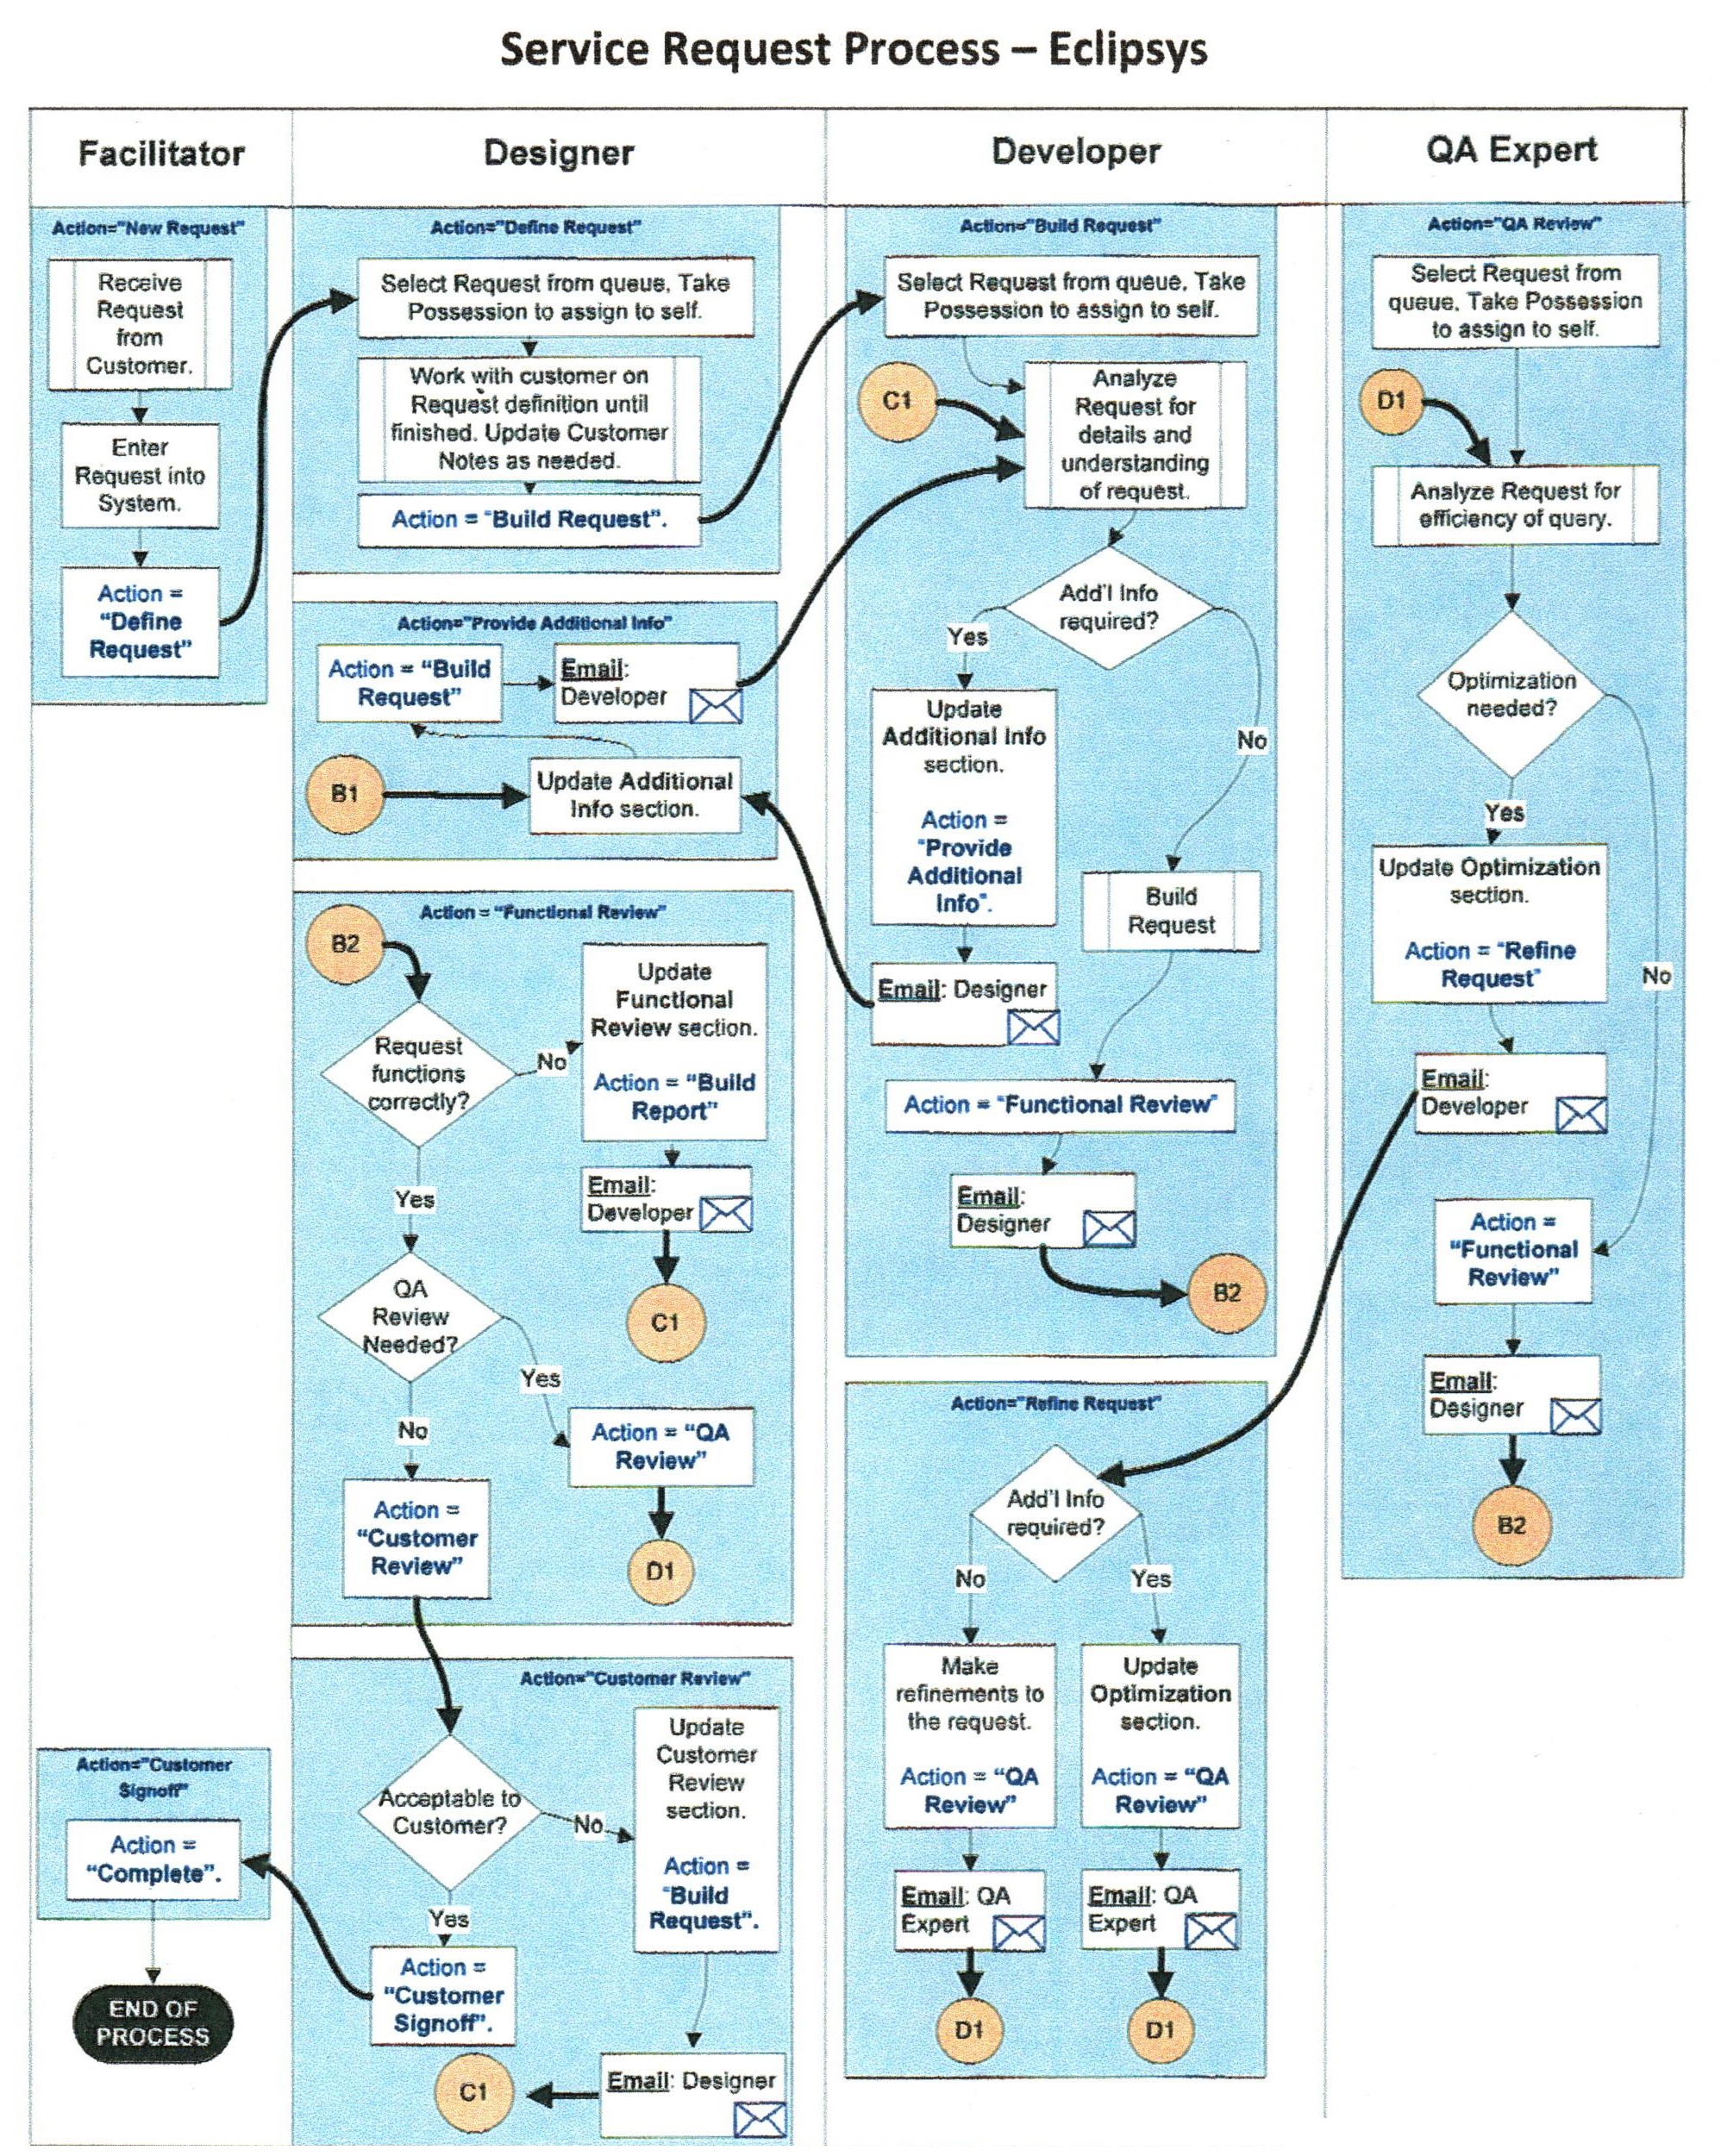 Service Request Process – Eclipsys
Facilitator
Designer
Developer
QA Expert
Action="New Request"
Receive
Request
from
Customer.
Enter
Request into
System.
Action =
“Define
Request”
Action="Define Request"
Select Request from queue. Take
Possession to assign to self.
Work with customer on
Request definition until
finished. Update Customer
Notes as needed.
Action = “Build Request”.
Action="Provide Additional Info"
Action = “Build
Request”
Email:
Developer
B1
Update Additional
Info section.
Action = “Functional Review”
B2
Request
functions
correctly?
No
Update
Functional
Review section.
Action = “Build
Report”
Email:
Developer
C1
Yes
QA
Review
Needed?
Yes
Action = “QA
Review”
D1
No
Action =
“Customer
Review”
Action="Customer Review"
Acceptable to
Customer?
No
Update
Customer
Review
section.
Action =
“Build
Request”.
Email: Designer
C1
Yes
Action =
“Customer
Signoff”.
Action="Customer
Signoff"
Action =
“Complete”.
END OF
PROCESS
Action="Build Request"
Select Request from queue. Take
Possession to assign to self.
C1
Analyze
Request for
details and
understanding
of request.
Add'l Info
required?
Yes
Update
Additional Info
section.
Action =
“Provide
Additional
Info”.
Email: Designer
No
Build
Request
Action = “Functional Review”
Email:
Designer
B2
Action="Refine Request"
Add'l Info
required?
No
Make
refinements to
the request.
Action = “QA
Review”
Email: QA
Expert
D1
Yes
Update
Optimization
section.
Action = “QA
Review”
Email: QA
Expert
D1
Action="QA Review"
Select Request from
queue. Take Possession
to assign to self.
D1
Analyze Request for
efficiency of query.
Optimization
needed?
Yes
Update Optimization
section.
Action = “Refine
Request”
Email:
Developer
No
Action =
“Functional
Review”
Email:
Designer
B2